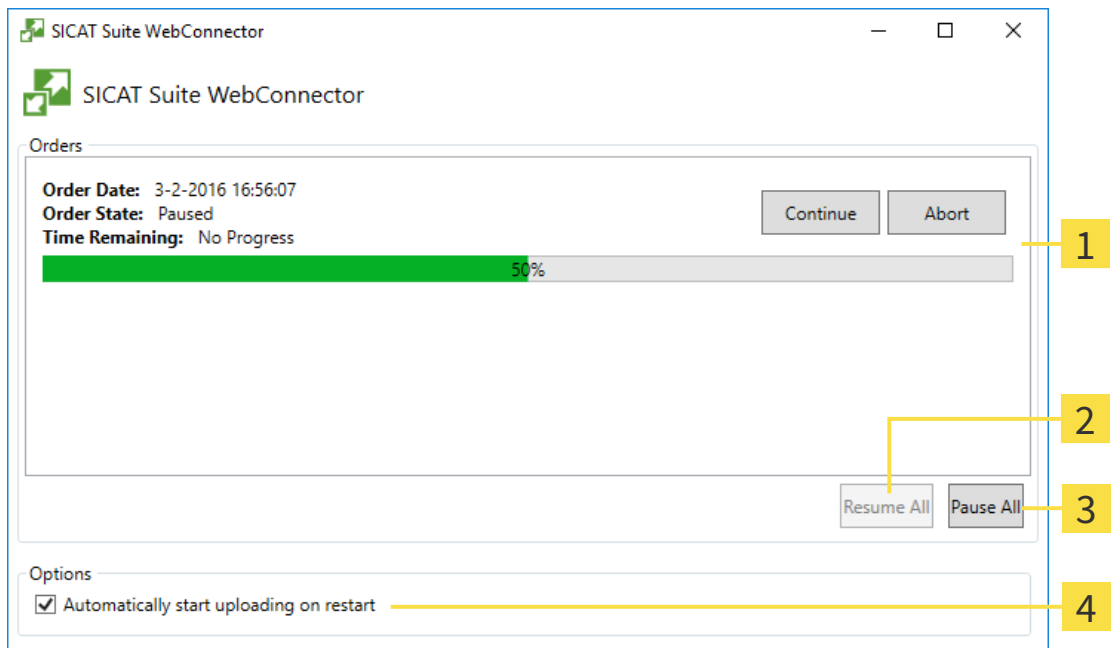 SICAT Suite WebConnector
SICAT Suite WebConnector
Orders
Order Date: 3-2-2016 16:56:07
Order State: Paused
Time Remaining: No Progress
Continue
Abort
1
50%
2
Resume All
Pause All
3
Options
Automatically start uploading on restart
4